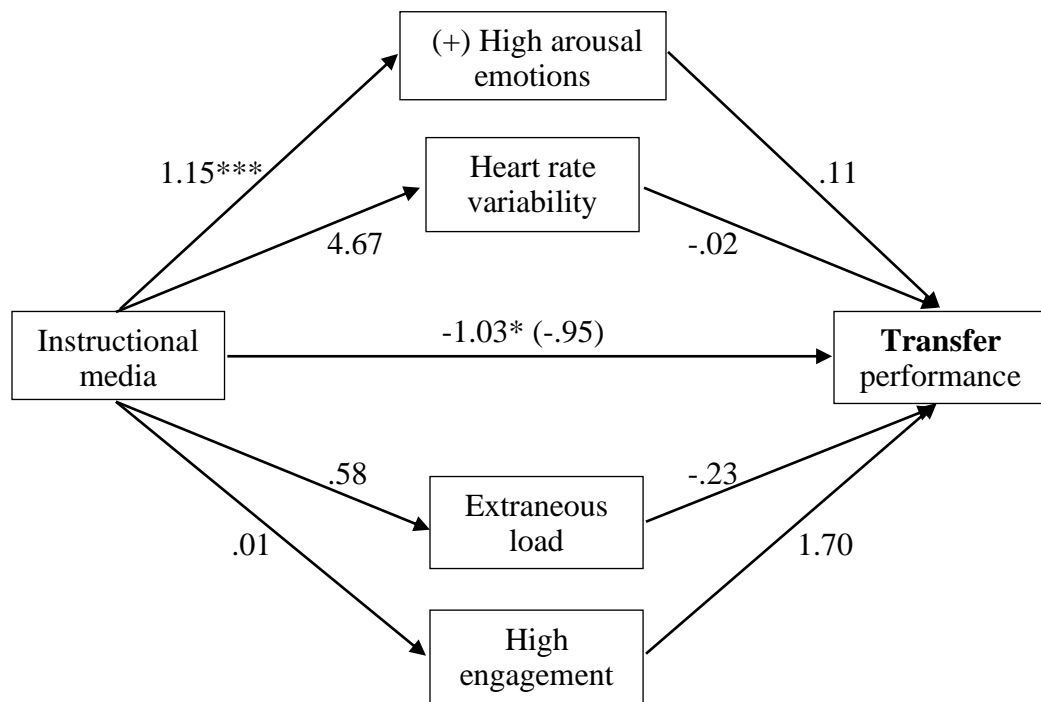 (+) High arousal
emotions
1.15***
.11
Heart rate
variability
4.67
-.02
Instructional
media
-1.03* (-.95)
Transfer
performance
.58
-.23
Extraneous
load
.01
1.70
High
engagement